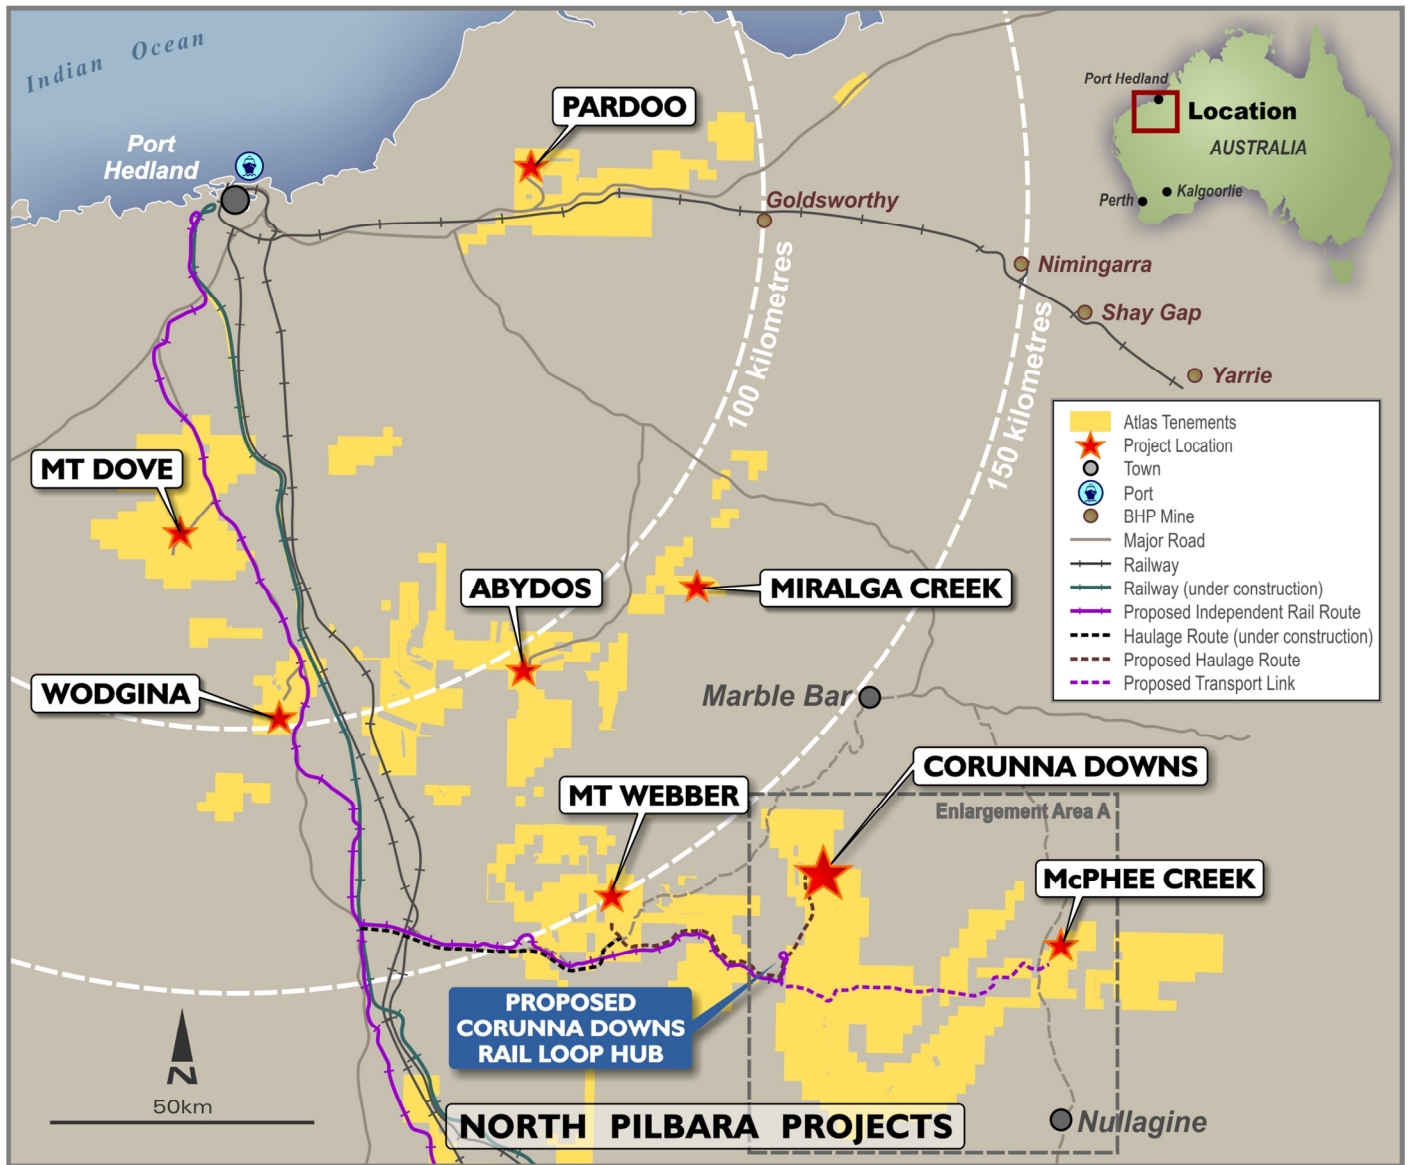 Indian Ocean
Port
Hedland
PARDOO
Port Hedland
Location
AUSTRALIA
Kalgoorlie
Perth
Goldsworthy
Nimingarra
Shay Gap
Yarrie
100 kilometres
150 kilometres
Atlas Tenements
Project Location
Town
Port
BHP Mine
Major Road
Railway
Railway (under construction)
Proposed Independent Rail Route
Haulage Route (under construction)
Proposed Haulage Route
Proposed Transport Link
MT DOVE
ABYDOS
MIRALGA CREEK
WODGINA
Marble Bar
CORUNNA DOWNS
MT WEBBER
Enlargement Area A
McPHEE CREEK
PROPOSED
CORUNNA DOWNS
RAIL LOOP HUB
N
50km
NORTH PILBARA PROJECTS
Nullagine